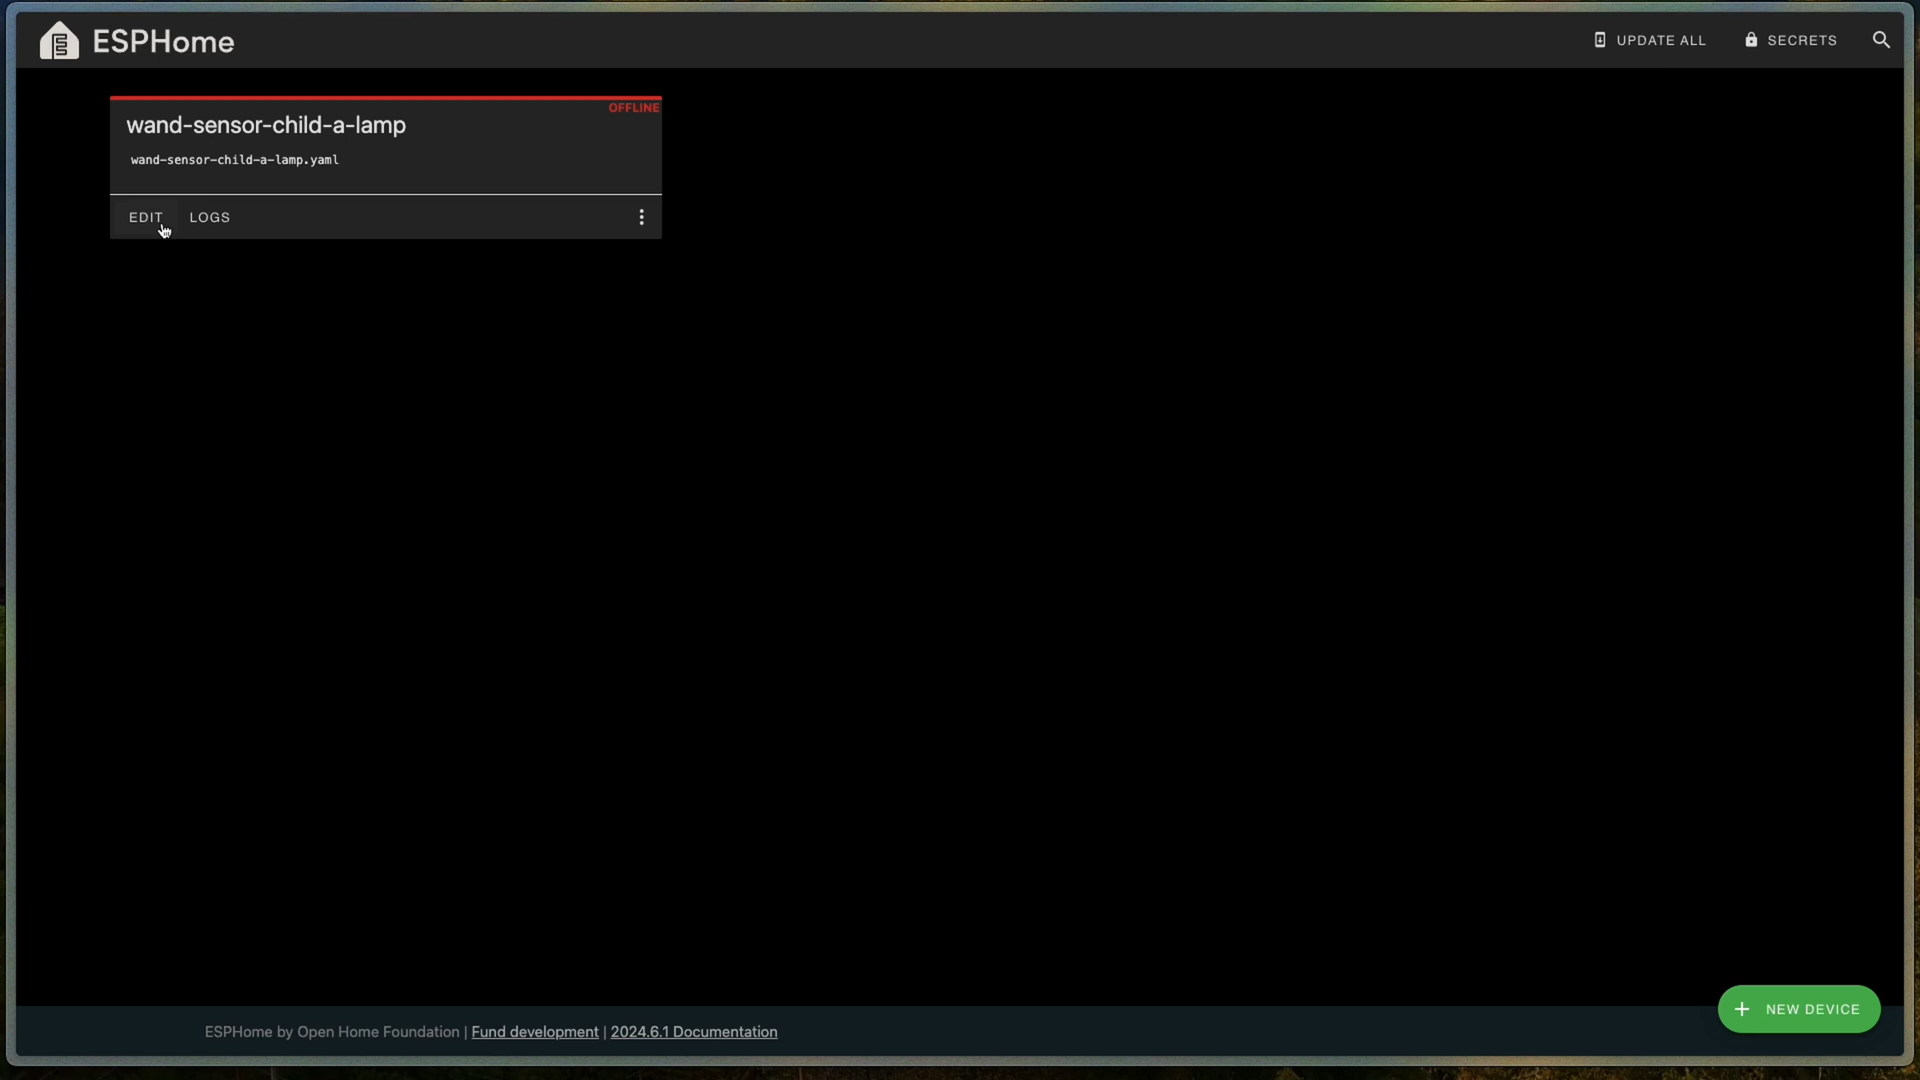 ESPHome
UPDATE ALL
SECRETS
OFFLINE
wand-sensor-child-a-lamp
wand-sensor-child-a-lamp.yaml
EDIT
LOGS
NEW DEVICE
ESPHome by Open Home Foundation | Fund development | 2024.6.1 Documentation